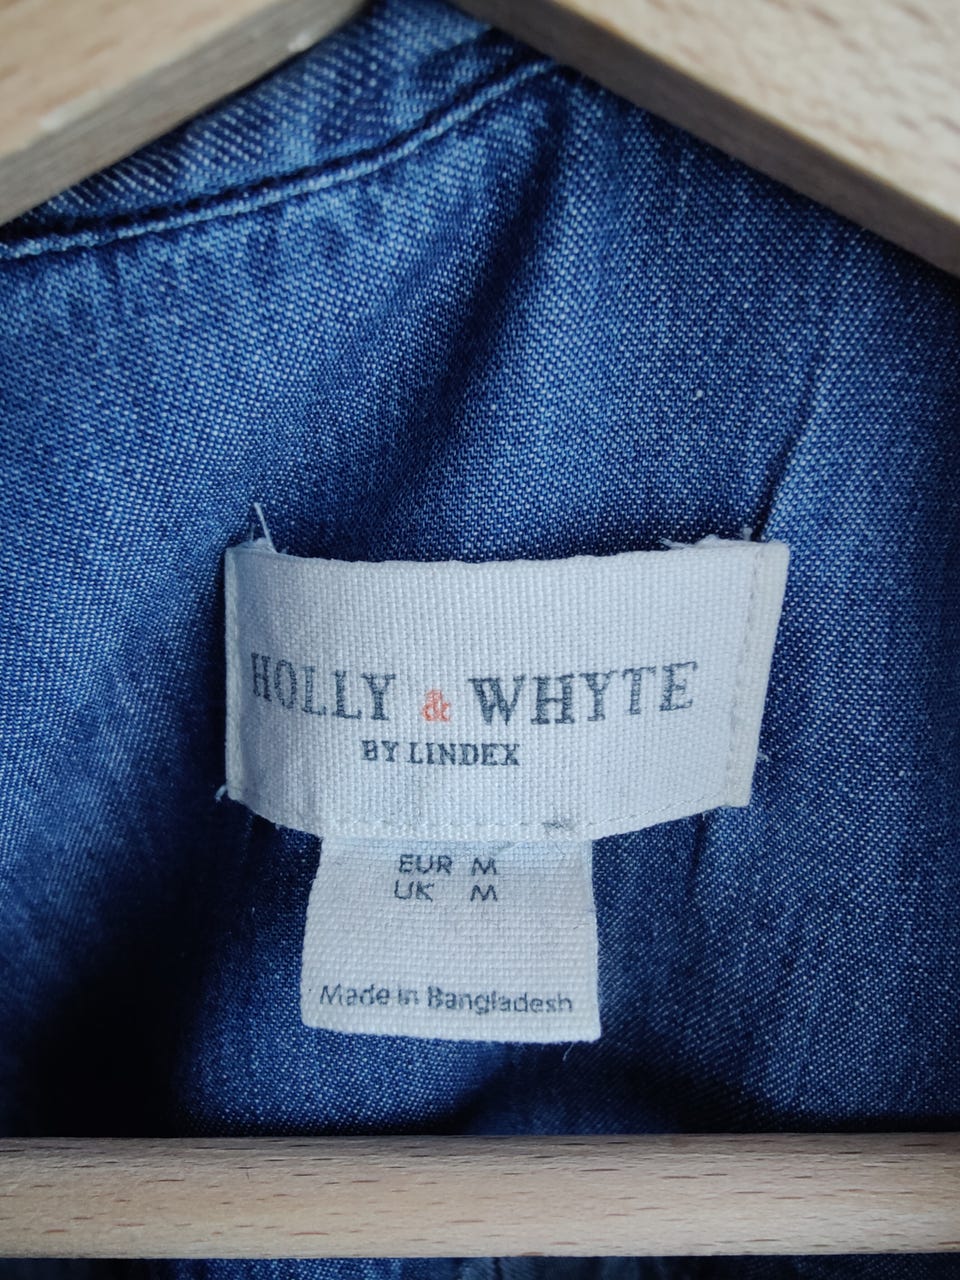 HOLLY & WHYTE
BY LINDEX
EUR M
UK M
Made in Bangladesh